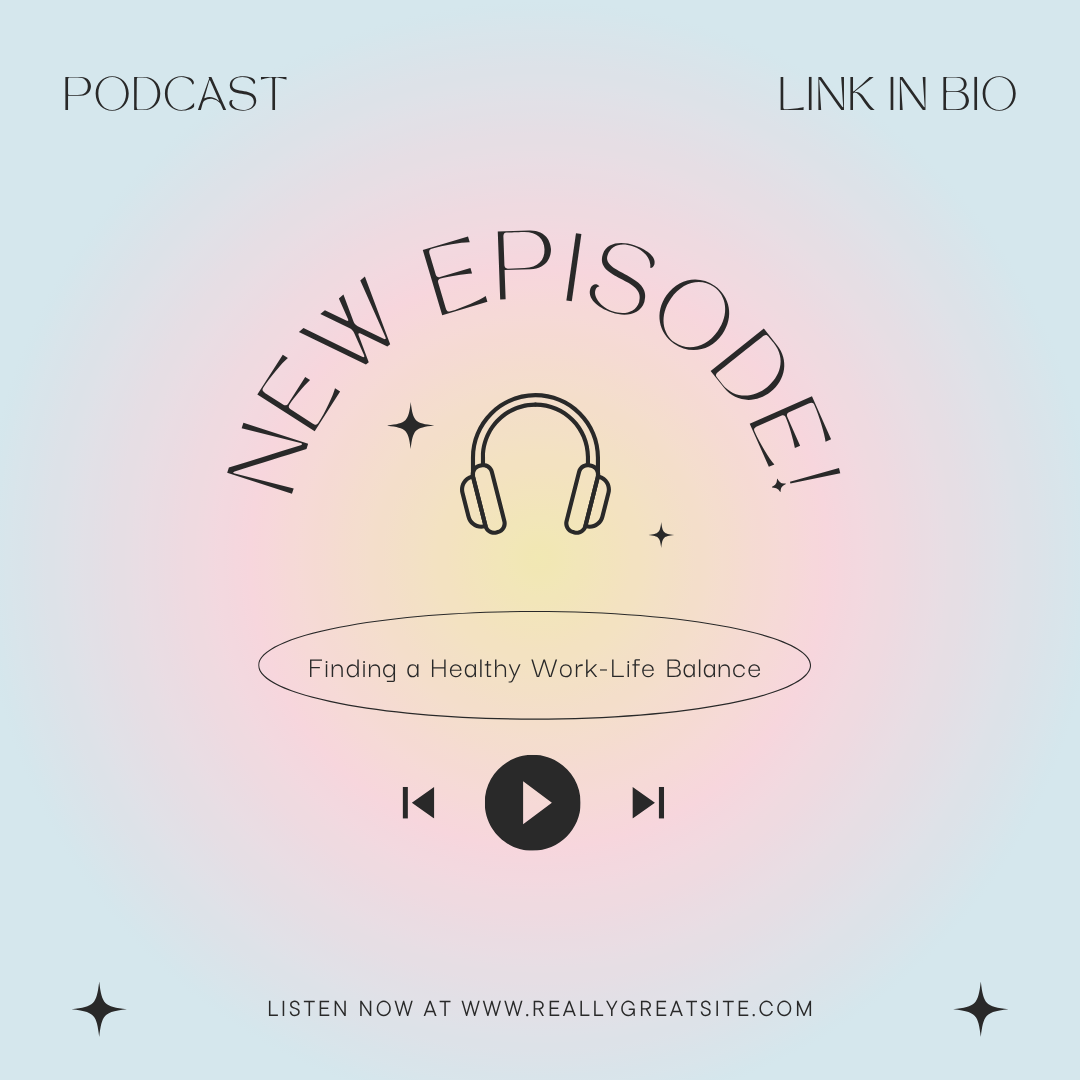 PODCAST
LINK IN BIO
NEW EPISODE!
Finding a Healthy Work-Life Balance
LISTEN NOW AT WWW.REALLYGREATSITE.COM